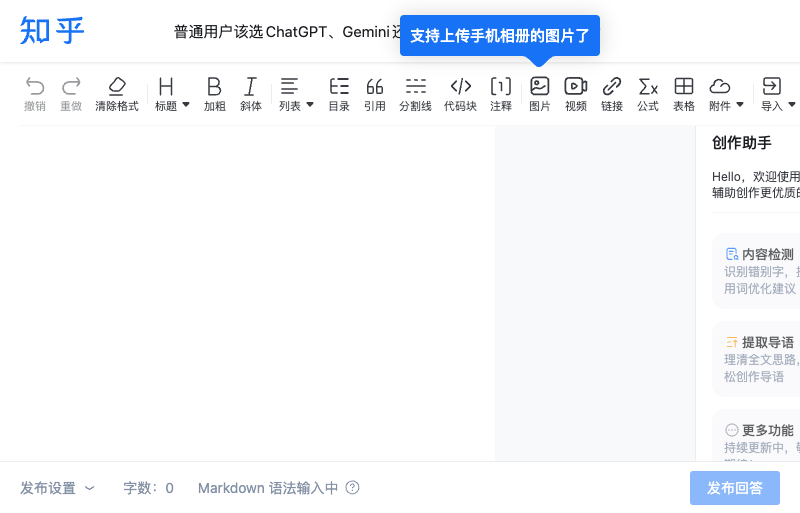 知乎
普通用户该选 ChatGPT、Gemini
支持上传手机相册的图片了
撤销 重做 清除格式 标题 加粗 斜体 列表 目录 引用 分割线 代码块 注释 图片 视频 链接 公式 表格 附件 导入
创作助手
Hello，欢迎使用
辅助创作更优质的
内容检测
识别错别字，
用词优化建议
提取导语
理清全文思路，
松创作导语
更多功能
持续更新中，
发布设置 字数：0 Markdown 语法输入中 发布回答